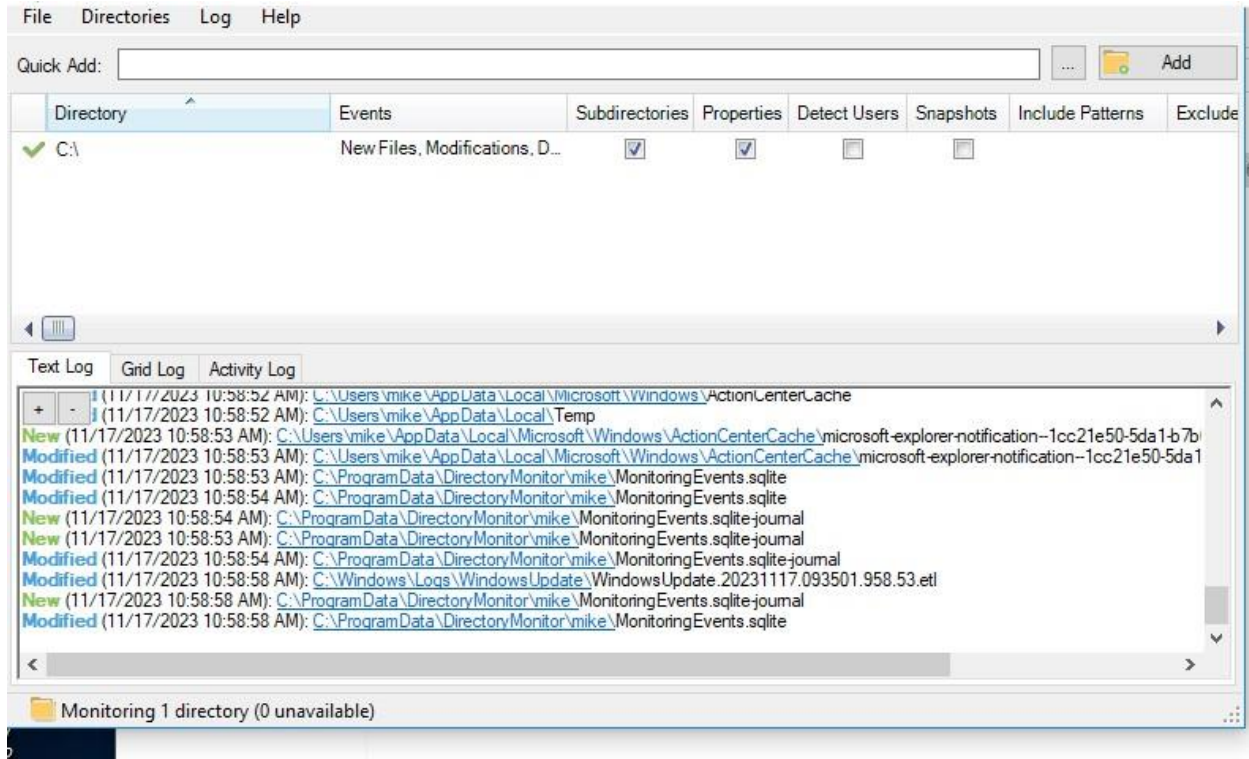 File Directories Log Help
Quick Add: ... Add
Directory Events Subdirectories Properties Detect Users Snapshots Include Patterns Exclude
C:\ New Files, Modifications, D...
Text Log Grid Log Activity Log
+ - (11/17/2023 10:58:52 AM): C:\Users\mike\AppData\Local\Microsoft\Windows\ActionCenterCache
(11/17/2023 10:58:52 AM): C:\Users\mike\AppData\Local\Temp
New (11/17/2023 10:58:53 AM): C:\Users\mike\AppData\Local\Microsoft\Windows\ActionCenterCache\microsoft-explorer-notification--1cc21e50-5da1-b7b
Modified (11/17/2023 10:58:53 AM): C:\Users\mike\AppData\Local\Microsoft\Windows\ActionCenterCache\microsoft-explorer-notification--1cc21e50-5da1
Modified (11/17/2023 10:58:53 AM): C:\ProgramData\DirectoryMonitor\mike\MonitoringEvents.sqlite
Modified (11/17/2023 10:58:54 AM): C:\ProgramData\DirectoryMonitor\mike\MonitoringEvents.sqlite
New (11/17/2023 10:58:54 AM): C:\ProgramData\DirectoryMonitor\mike\MonitoringEvents.sqlite-journal
New (11/17/2023 10:58:53 AM): C:\ProgramData\DirectoryMonitor\mike\MonitoringEvents.sqlite-journal
Modified (11/17/2023 10:58:54 AM): C:\ProgramData\DirectoryMonitor\mike\MonitoringEvents.sqlite-journal
Modified (11/17/2023 10:58:58 AM): C:\Windows\Logs\WindowsUpdate\WindowsUpdate.20231117.093501.958.53.etl
New (11/17/2023 10:58:58 AM): C:\ProgramData\DirectoryMonitor\mike\MonitoringEvents.sqlite-journal
Modified (11/17/2023 10:58:58 AM): C:\ProgramData\DirectoryMonitor\mike\MonitoringEvents.sqlite
Monitoring 1 directory (0 unavailable)